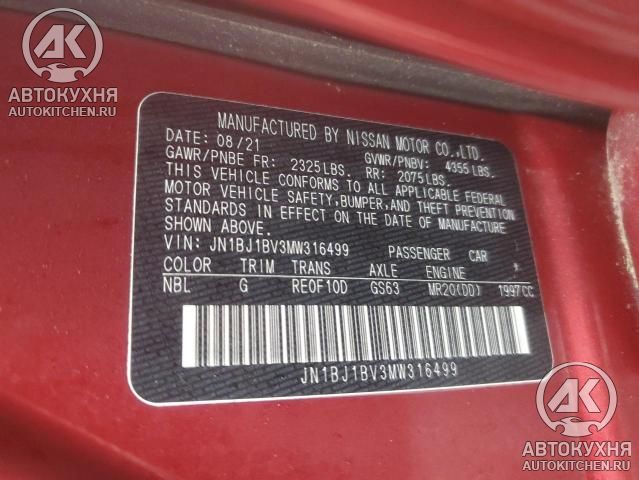 АК
АВТОКУХНЯ
AUTOKITCHEN.RU
MANUFACTURED BY NISSAN MOTOR CO.,LTD.
DATE: 08/21 GVWR/PNBV: 4355 LBS.
GAWR/PNBE FR: 2325LBS. RR: 2075LBS.
THIS VEHICLE CONFORMS TO ALL APPLICABLE FEDERAL
MOTOR VEHICLE SAFETY,BUMPER,AND THEFT PREVENTION
STANDARDS IN EFFECT ON THE DATE OF MANUFACTURE
SHOWN ABOVE.
VIN: JN1BJ1BV3MW316499 PASSENGER CAR
COLOR TRIM TRANS AXLE ENGINE
NBL G RE0F10D GS63 MR20(DD) 1997CC
JN1BJ1BV3MW316499
АК
АВТОКУХНЯ
AUTOKITCHEN.RU